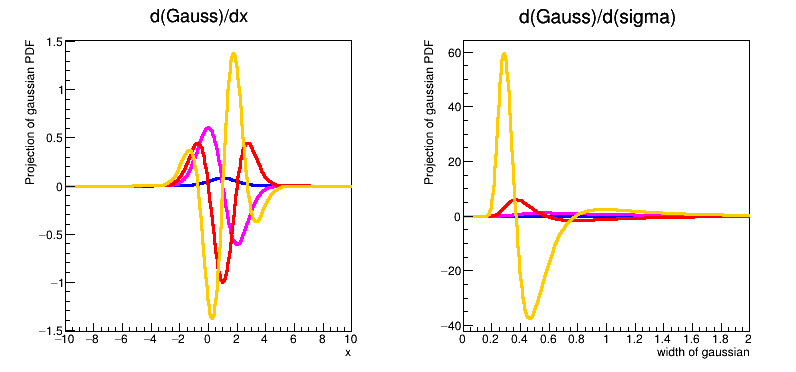 d(Gauss)/dx
Projection of gaussian PDF
1.5
1
0.5
0
−0.5
−1
−1.5
−10 −8 −6 −4 −2 0 2 4 6 8 10
x
d(Gauss)/d(sigma)
Projection of gaussian PDF
60
40
20
0
−20
−40
0 0.2 0.4 0.6 0.8 1 1.2 1.4 1.6 1.8 2
width of gaussian